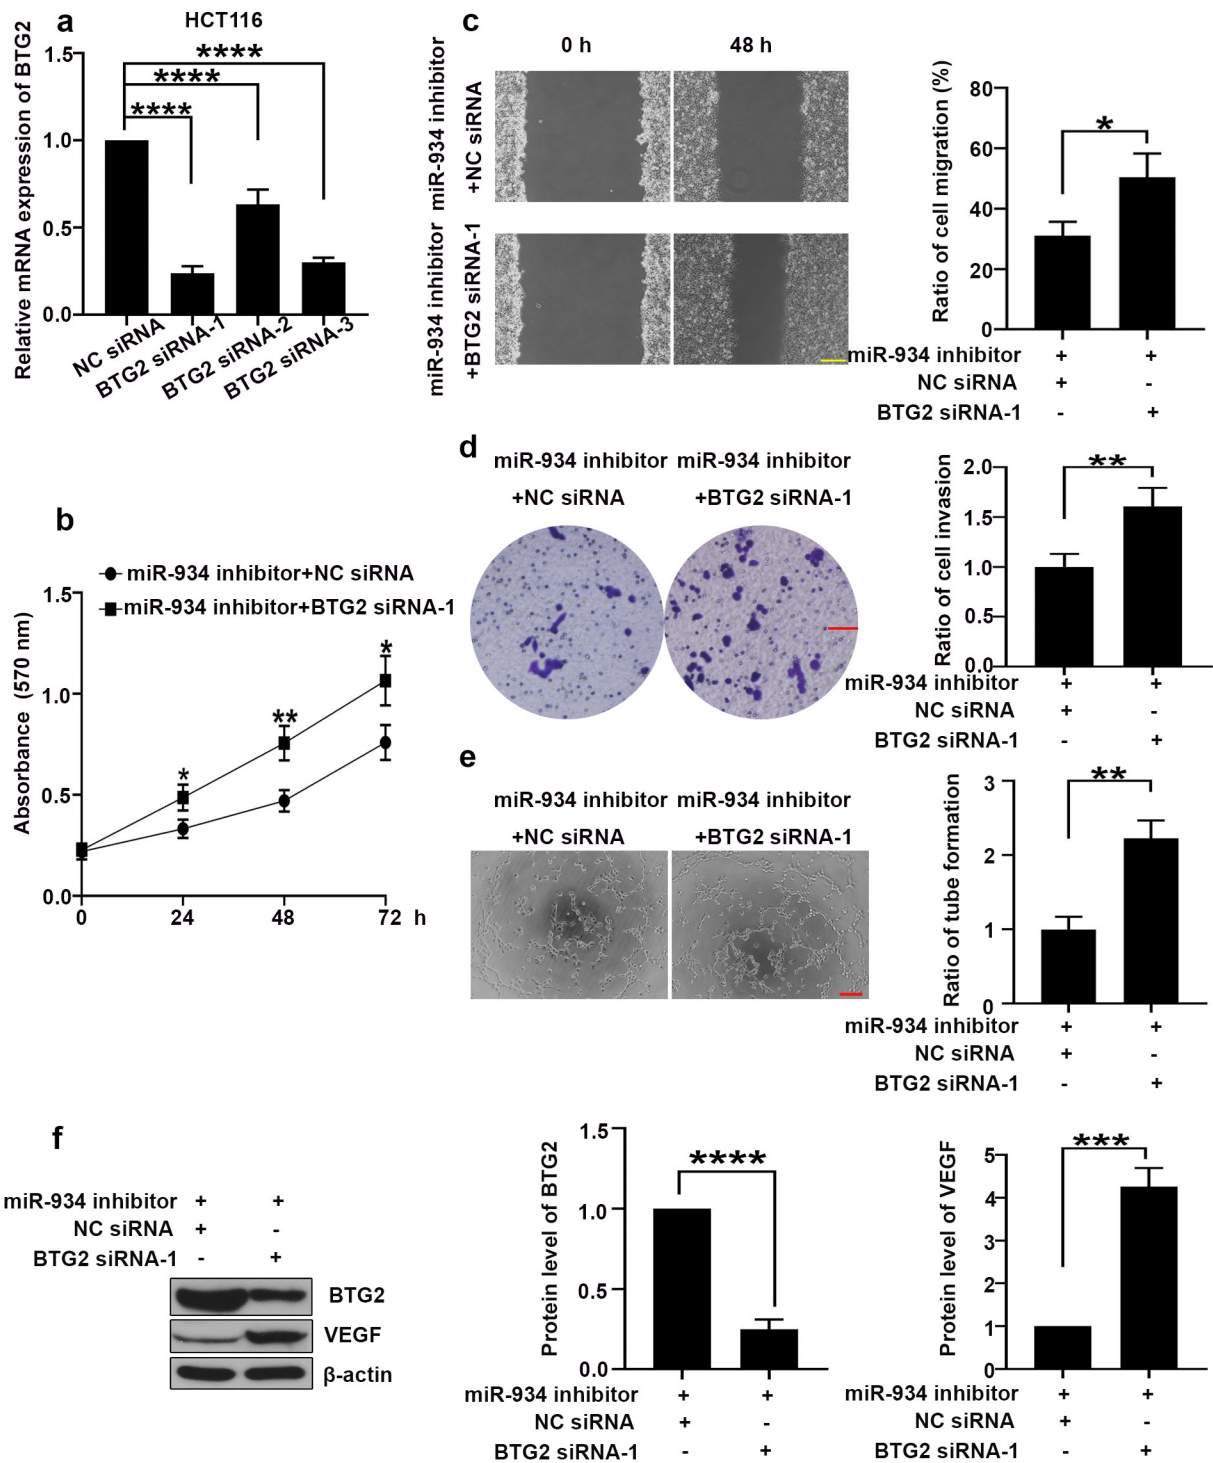 a
HCT116
Relative mRNA expression of BTG2
1.5
1.0
0.5
0.0
****
****
****
NC siRNA
BTG2 siRNA-1
BTG2 siRNA-2
BTG2 siRNA-3
b
miR-934 inhibitor+NC siRNA
miR-934 inhibitor+BTG2 siRNA-1
Absorbance (570 nm)
1.5
1.0
0.5
0.0
*
**
*
0 24 48 72 h
c
0 h 48 h
miR-934 inhibitor
+NC siRNA
miR-934 inhibitor
+BTG2 siRNA-1
Ratio of cell migration (%)
80
60
40
20
0
*
miR-934 inhibitor + +
NC siRNA + -
BTG2 siRNA-1 - +
d
miR-934 inhibitor miR-934 inhibitor
+NC siRNA +BTG2 siRNA-1
Ratio of cell invasion
2.0
1.5
1.0
0.5
0.0
**
miR-934 inhibitor + +
NC siRNA + -
BTG2 siRNA-1 - +
e
miR-934 inhibitor miR-934 inhibitor
+NC siRNA +BTG2 siRNA-1
Ratio of tube formation
3
2
1
0
**
miR-934 inhibitor + +
NC siRNA + -
BTG2 siRNA-1 - +
f
miR-934 inhibitor + +
NC siRNA + -
BTG2 siRNA-1 - +
BTG2
VEGF
β-actin
Protein level of BTG2
1.5
1.0
0.5
0.0
****
miR-934 inhibitor + +
NC siRNA + -
BTG2 siRNA-1 - +
Protein level of VEGF
5
4
3
2
1
0
***
miR-934 inhibitor + +
NC siRNA + -
BTG2 siRNA-1 - +